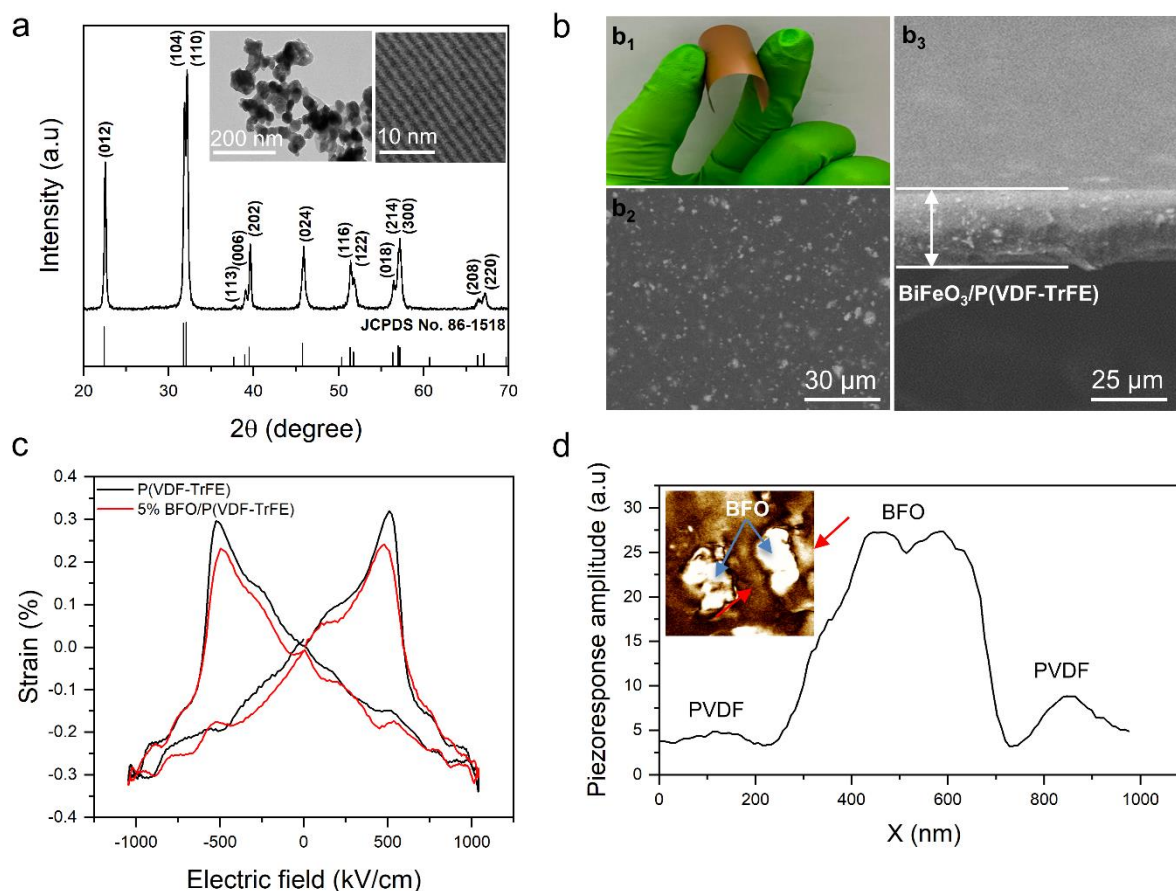 a
(012)
(104)
(110)
(113)
(006)
(202)
(024)
(116)
(122)
(018)
(214)
(300)
(208)
(220)
200 nm
10 nm
JCPDS No. 86-1518
Intensity (a.u)
20 30 40 50 60 70
2θ (degree)
b
b1
b2
30 μm
b3
BiFeO3/P(VDF-TrFE)
25 μm
c
P(VDF-TrFE)
5% BFO/P(VDF-TrFE)
0.4
0.3
0.2
0.1
0.0
-0.1
-0.2
-0.3
-0.4
Strain (%)
-1000 -500 0 500 1000
Electric field (kV/cm)
d
30
25
20
15
10
5
0
Piezoresponse amplitude (a.u)
BFO
BFO
PVDF
PVDF
0 200 400 600 800 1000
X (nm)